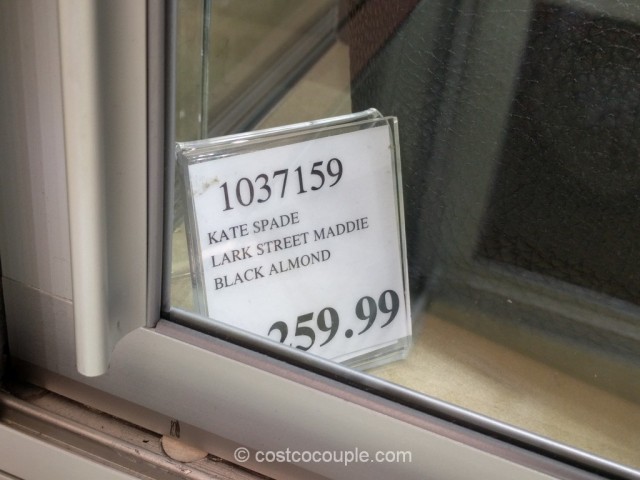 1037159
KATE SPADE
LARK STREET MADDIE
BLACK ALMOND
259.99
© costcocouple.com